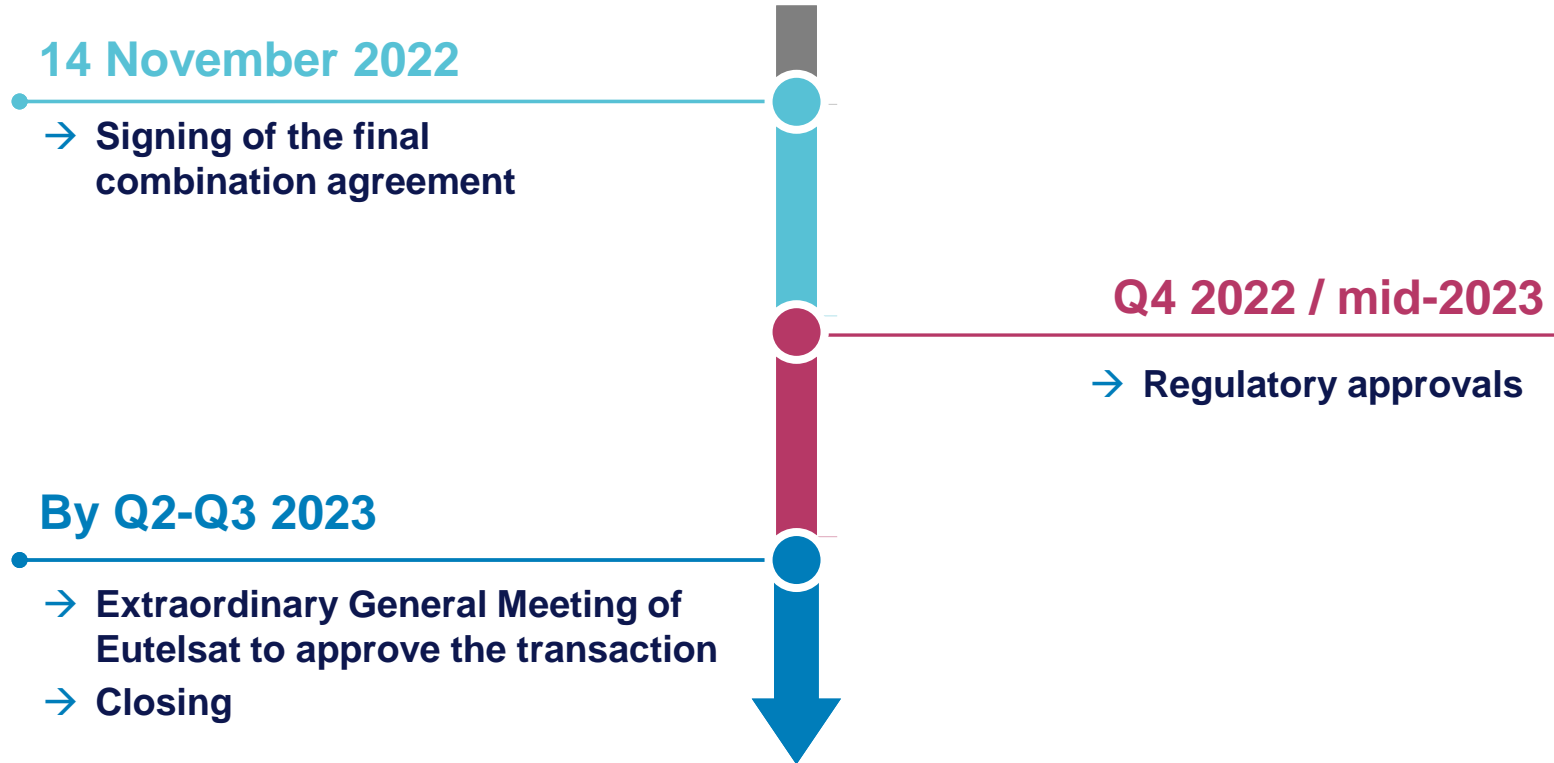 14 November 2022
→ Signing of the final
combination agreement
Q4 2022 / mid-2023
→ Regulatory approvals
By Q2-Q3 2023
→ Extraordinary General Meeting of
Eutelsat to approve the transaction
→ Closing